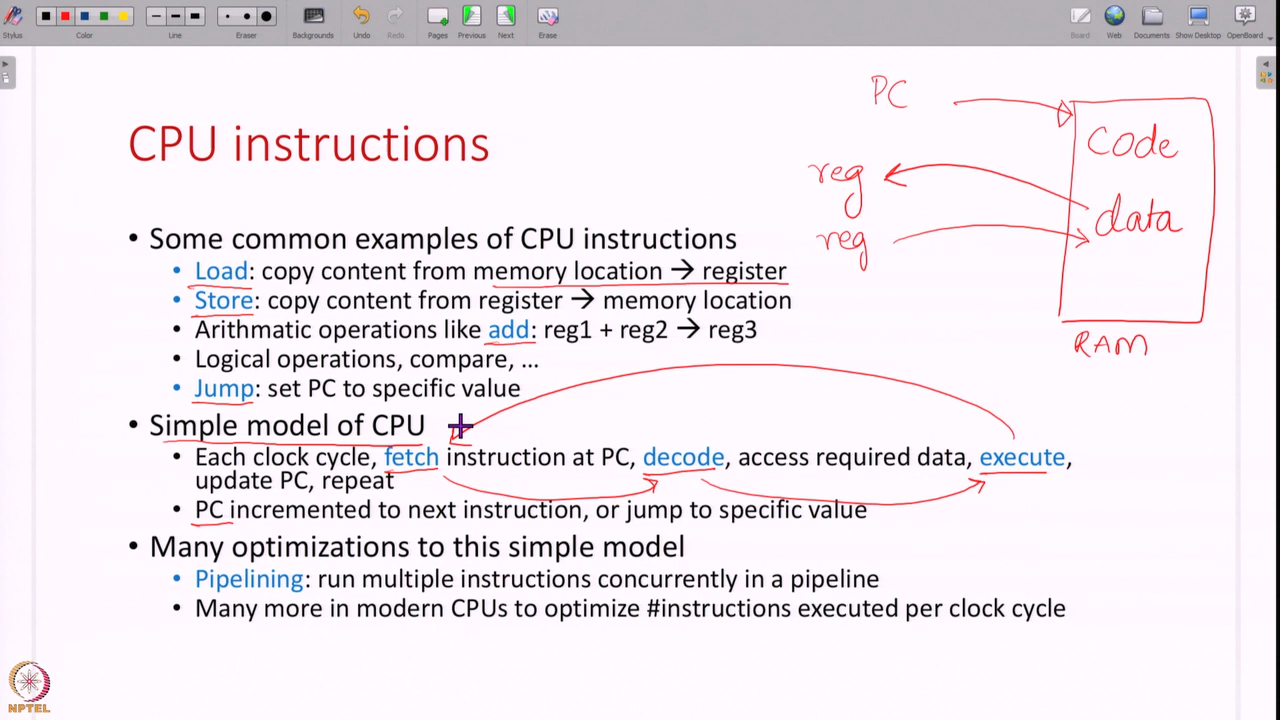 Stylus
Color
Line
Eraser
Backgrounds
Undo
Redo
Pages
Previous
Next
Erase
Board
Web
Documents
Show Desktop
OpenBoard
CPU instructions
PC
code
reg
data
reg
RAM
• Some common examples of CPU instructions
• Load: copy content from memory location → register
• Store: copy content from register → memory location
• Arithmatic operations like add: reg1 + reg2 → reg3
• Logical operations, compare, ...
• Jump: set PC to specific value
• Simple model of CPU
• Each clock cycle, fetch instruction at PC, decode, access required data, execute,
update PC, repeat
• PC incremented to next instruction, or jump to specific value
• Many optimizations to this simple model
• Pipelining: run multiple instructions concurrently in a pipeline
• Many more in modern CPUs to optimize #instructions executed per clock cycle
NPTEL